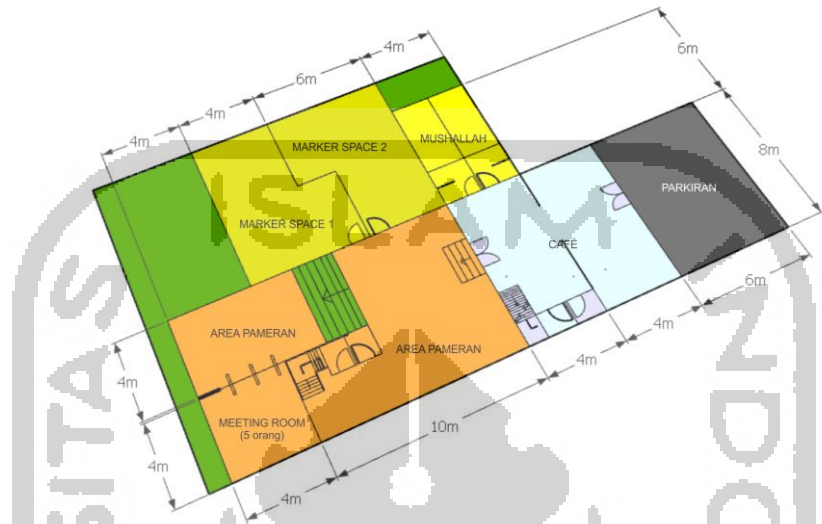 4m
6m
4m
4m
6m
8m
MUSHALLAH
MARKER SPACE 2
PARKIRAN
MARKER SPACE 1
CAFÉ
6m
AREA PAMERAN
AREA PAMERAN
4m
4m
4m
MEETING ROOM
(5 orang)
10m
4m
4m
ISLAM